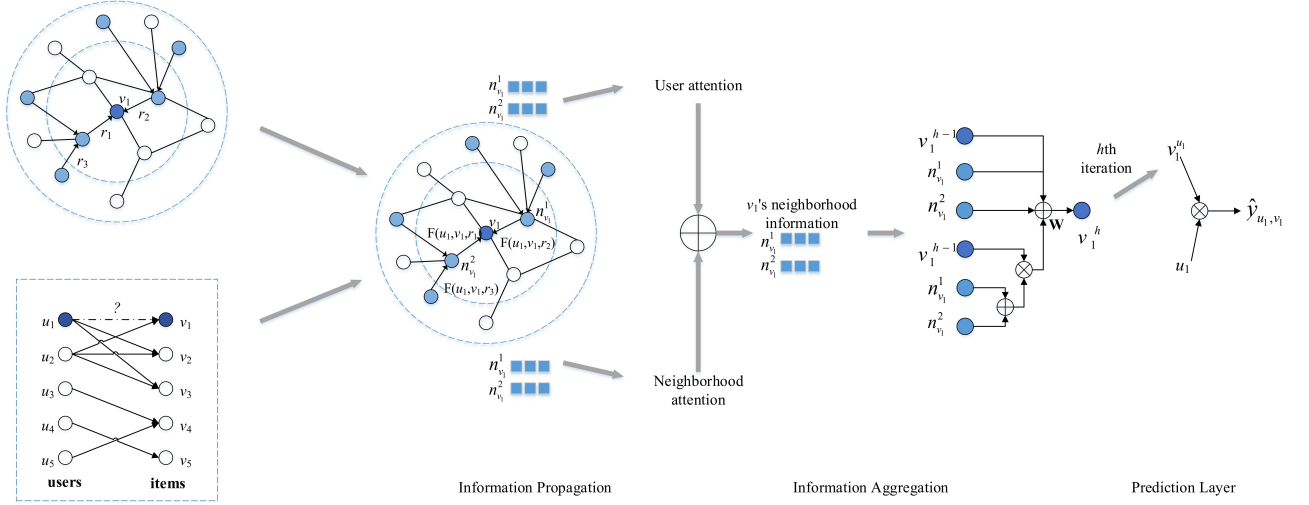 v₁
r₂
r₁
r₃
?
u₁ v₁
u₂ v₂
u₃ v₃
u₄ v₄
u₅ v₅
users items
n¹ᵥ₁
n²ᵥ₁
v₁
n¹ᵥ₁
F(u₁,v₁,r₁)
F(u₁,v₁,r₂)
n²ᵥ₁
F(u₁,v₁,r₃)
n¹ᵥ₁
n²ᵥ₁
User attention
Neighborhood
attention
v₁'s neighborhood
information
n¹ᵥ₁
n²ᵥ₁
v₁ʰ⁻¹
n¹ᵥ₁
n²ᵥ₁
v₁ʰ⁻¹
n¹ᵥ₁
n²ᵥ₁
W
v₁ʰ
hth
iteration
v₁ᵘ¹
u₁
ŷ_{u₁,v₁}
Information Propagation
Information Aggregation
Prediction Layer